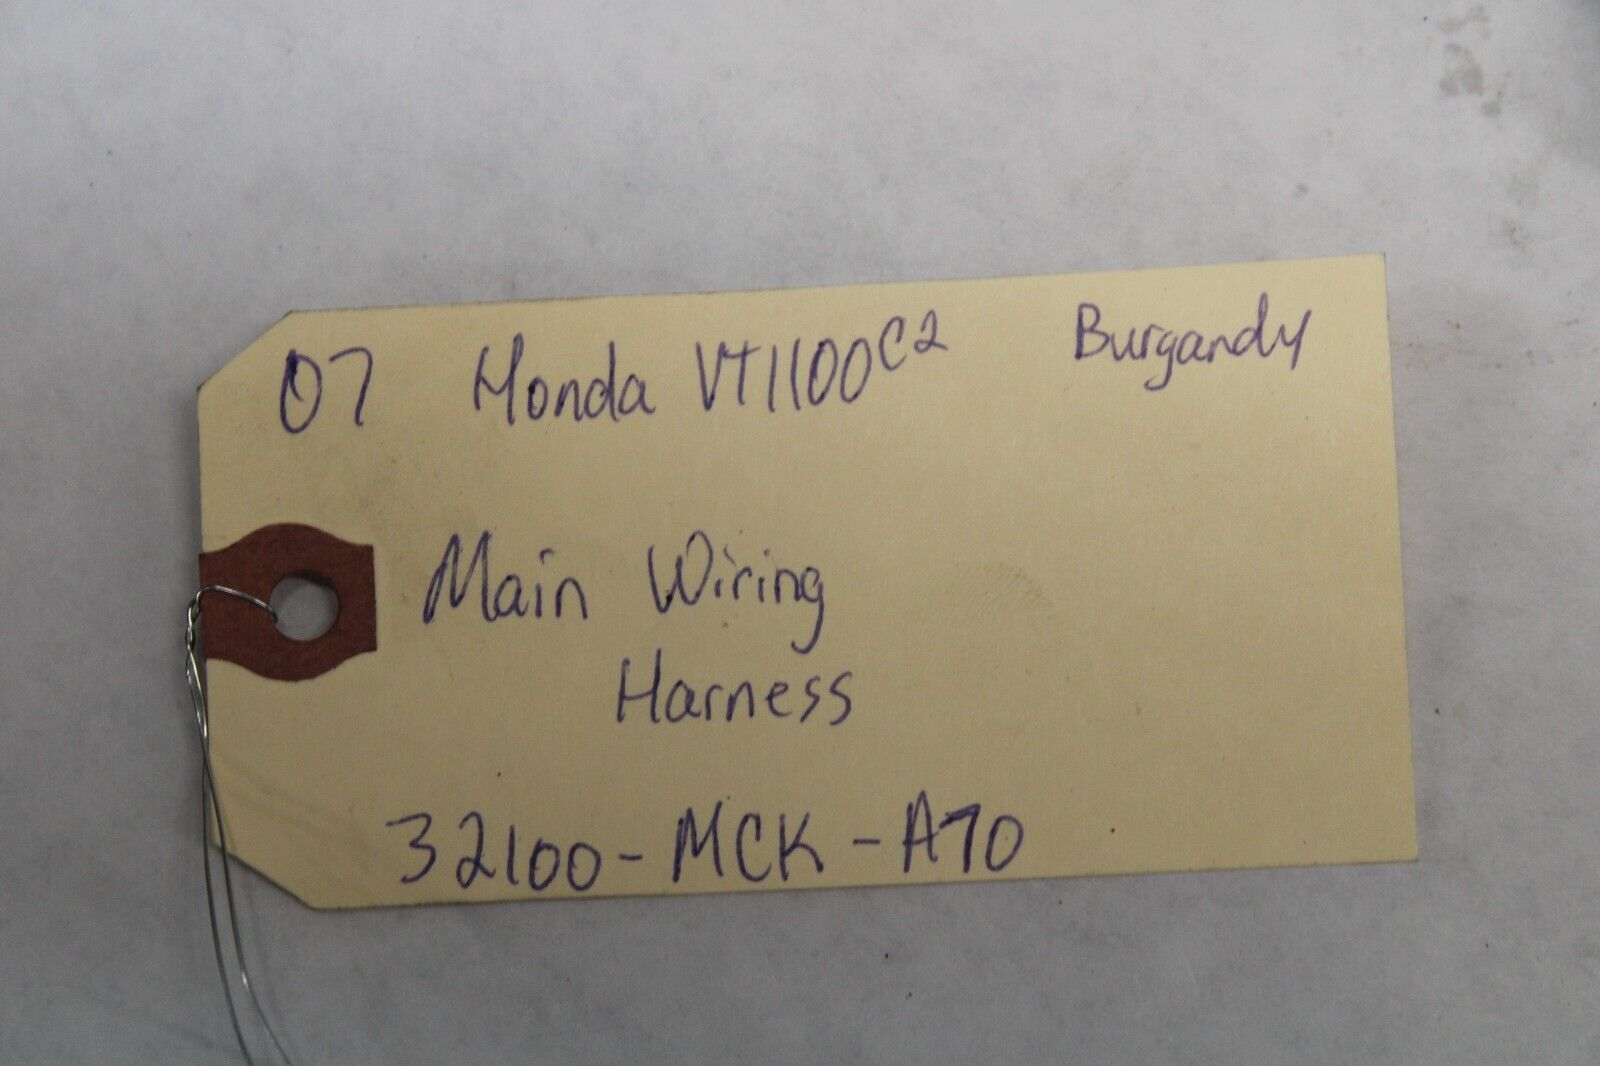 07 Honda VT1100C2 Burgandy
Main Wiring
Harness
32100-MCK-A70